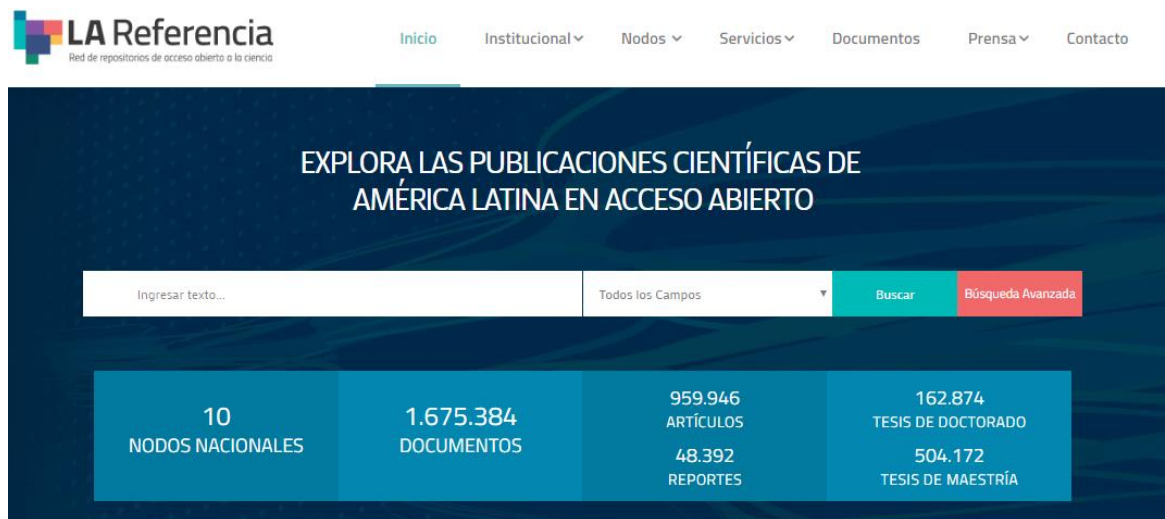 LA Referencia
Red de repositorios de acceso abierto a la ciencia
Inicio Institucional Nodos Servicios Documentos Prensa Contacto
EXPLORA LAS PUBLICACIONES CIENTÍFICAS DE
AMÉRICA LATINA EN ACCESO ABIERTO
Ingresar texto... Todos los Campos Buscar Búsqueda Avanzada
10
NODOS NACIONALES
1.675.384
DOCUMENTOS
959.946
ARTÍCULOS
48.392
REPORTES
162.874
TESIS DE DOCTORADO
504.172
TESIS DE MAESTRÍA